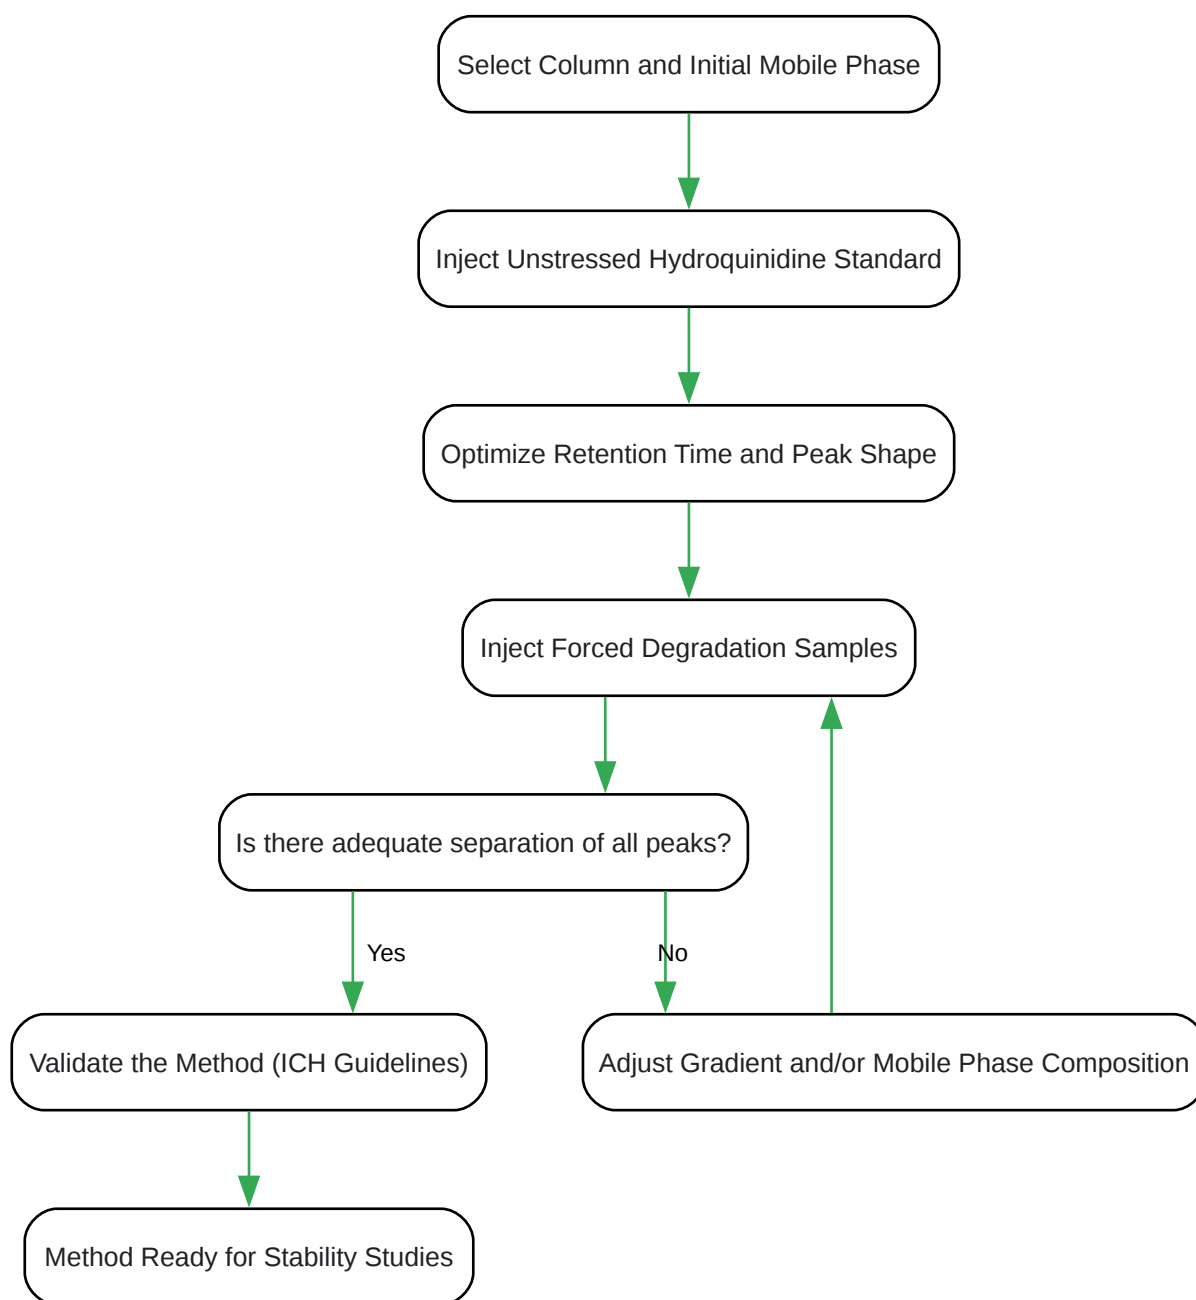 Select Column and Initial Mobile Phase
Inject Unstressed Hydroquinidine Standard
Optimize Retention Time and Peak Shape
Inject Forced Degradation Samples
Is there adequate separation of all peaks?
Yes
No
Validate the Method (ICH Guidelines)
Adjust Gradient and/or Mobile Phase Composition
Method Ready for Stability Studies